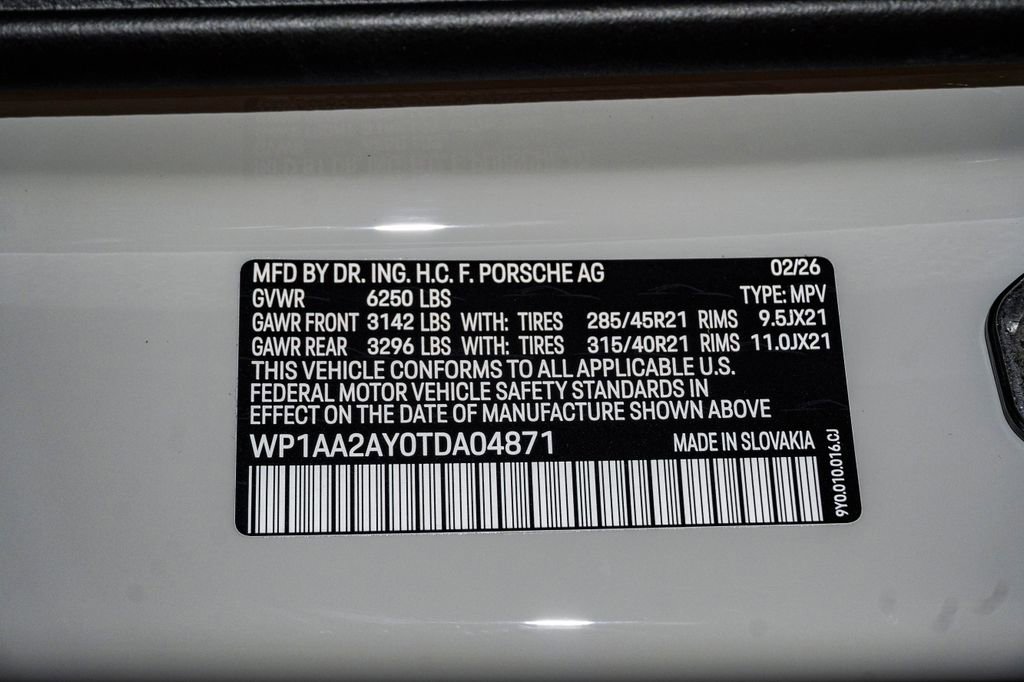 MFD BY DR. ING. H.C. F. PORSCHE AG 02/26
GVWR 6250 LBS TYPE: MPV
GAWR FRONT 3142 LBS WITH: TIRES 285/45R21 RIMS 9.5JX21
GAWR REAR 3296 LBS WITH: TIRES 315/40R21 RIMS 11.0JX21
THIS VEHICLE CONFORMS TO ALL APPLICABLE U.S.
FEDERAL MOTOR VEHICLE SAFETY STANDARDS IN
EFFECT ON THE DATE OF MANUFACTURE SHOWN ABOVE
WP1AA2AY0TDA04871 MADE IN SLOVAKIA
9Y0.010.016.CJ